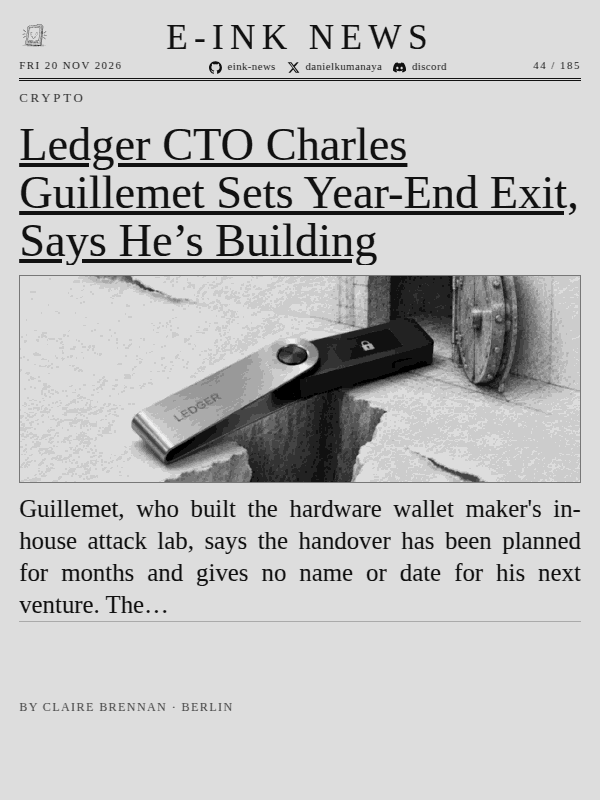 E-INK NEWS
FRI 20 NOV 2026
eink-news danielkumanaya discord
44 / 185
CRYPTO
Ledger CTO Charles
Guillemet Sets Year-End Exit,
Says He’s Building
LEDGER
Guillemet, who built the hardware wallet maker's in-
house attack lab, says the handover has been planned
for months and gives no name or date for his next
venture. The…
BY CLAIRE BRENNAN · BERLIN